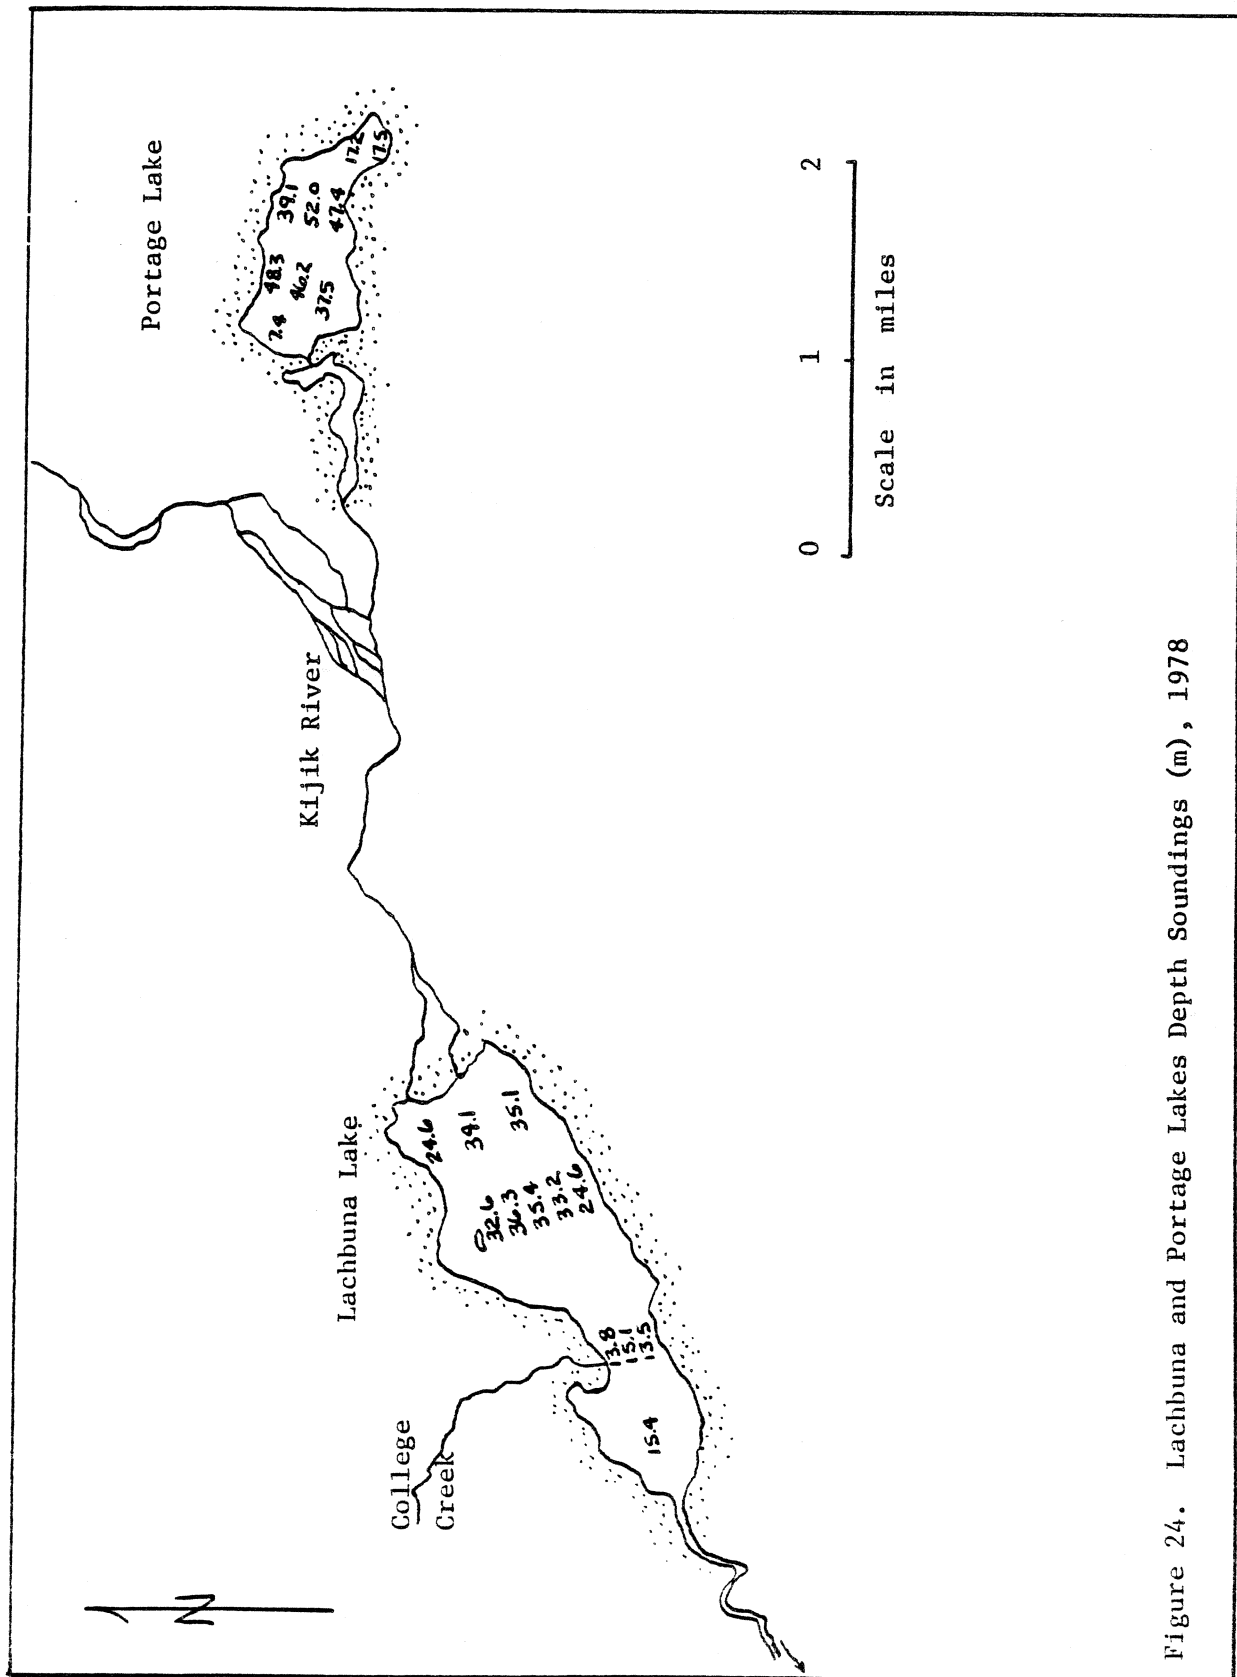 N
Portage Lake
7.4
48.3
46.2
37.5
39.1
52.0
47.4
17.2
17.5
Kijik River
Lachbuna Lake
24.6
39.1
35.1
0
32.6
36.3
35.4
33.2
24.6
College
Creek
13.8
15.1
13.5
15.4
0 1 2
Scale in miles
Figure 24. Lachbuna and Portage Lakes Depth Soundings (m), 1978